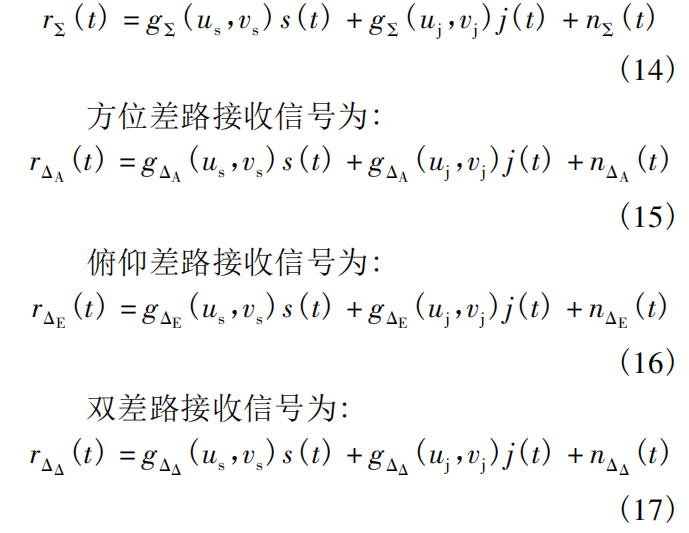 r_Σ(t) = g_Σ(u_s,v_s)s(t) + g_Σ(u_j,v_j)j(t) + n_Σ(t)
(14)
方位差路接收信号为:
r_{Δ_A}(t) = g_{Δ_A}(u_s,v_s)s(t) + g_{Δ_A}(u_j,v_j)j(t) + n_{Δ_A}(t)
(15)
俯仰差路接收信号为:
r_{Δ_E}(t) = g_{Δ_E}(u_s,v_s)s(t) + g_{Δ_E}(u_j,v_j)j(t) + n_{Δ_E}(t)
(16)
双差路接收信号为:
r_{Δ_Δ}(t) = g_{Δ_Δ}(u_s,v_s)s(t) + g_{Δ_Δ}(u_j,v_j)j(t) + n_{Δ_Δ}(t)
(17)